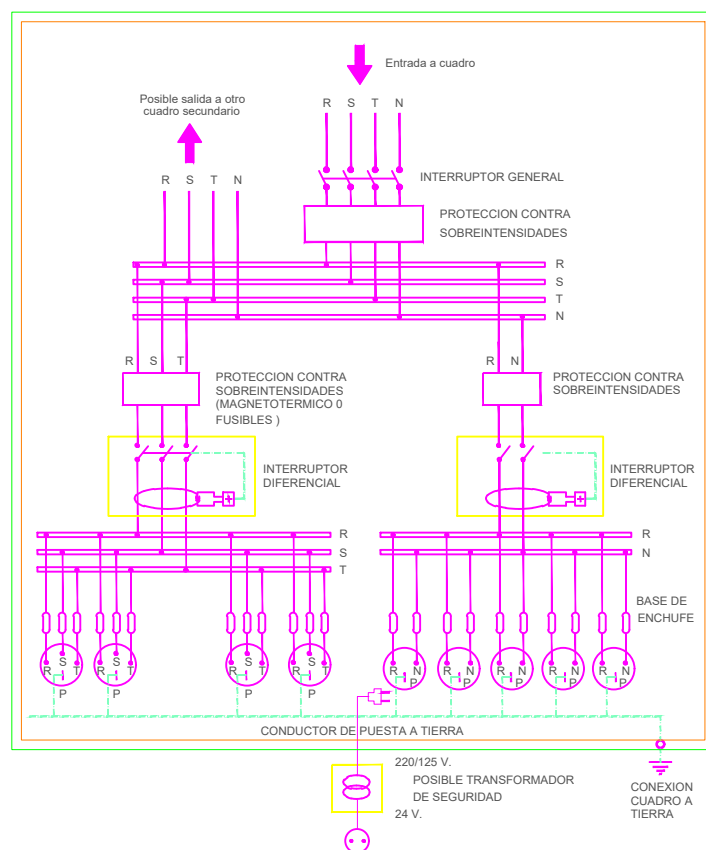 Entrada a cuadro
Posible salida a otro
cuadro secundario
R S T N
R S T N
INTERRUPTOR GENERAL
PROTECCION CONTRA
SOBREINTENSIDADES
R
S
T
N
R S T
R N
PROTECCION CONTRA
SOBREINTENSIDADES
(MAGNETOTERMICO 0
FUSIBLES )
PROTECCION CONTRA
SOBREINTENSIDADES
INTERRUPTOR
DIFERENCIAL
INTERRUPTOR
DIFERENCIAL
R
S
T
R
N
BASE DE
ENCHUFE
R S T
P
R S T
P
R S T
P
R S T
P
R N
P
R N
P
R N
P
R N
P
R N
P
CONDUCTOR DE PUESTA A TIERRA
220/125 V.
POSIBLE TRANSFORMADOR
DE SEGURIDAD
24 V.
CONEXION
CUADRO A
TIERRA